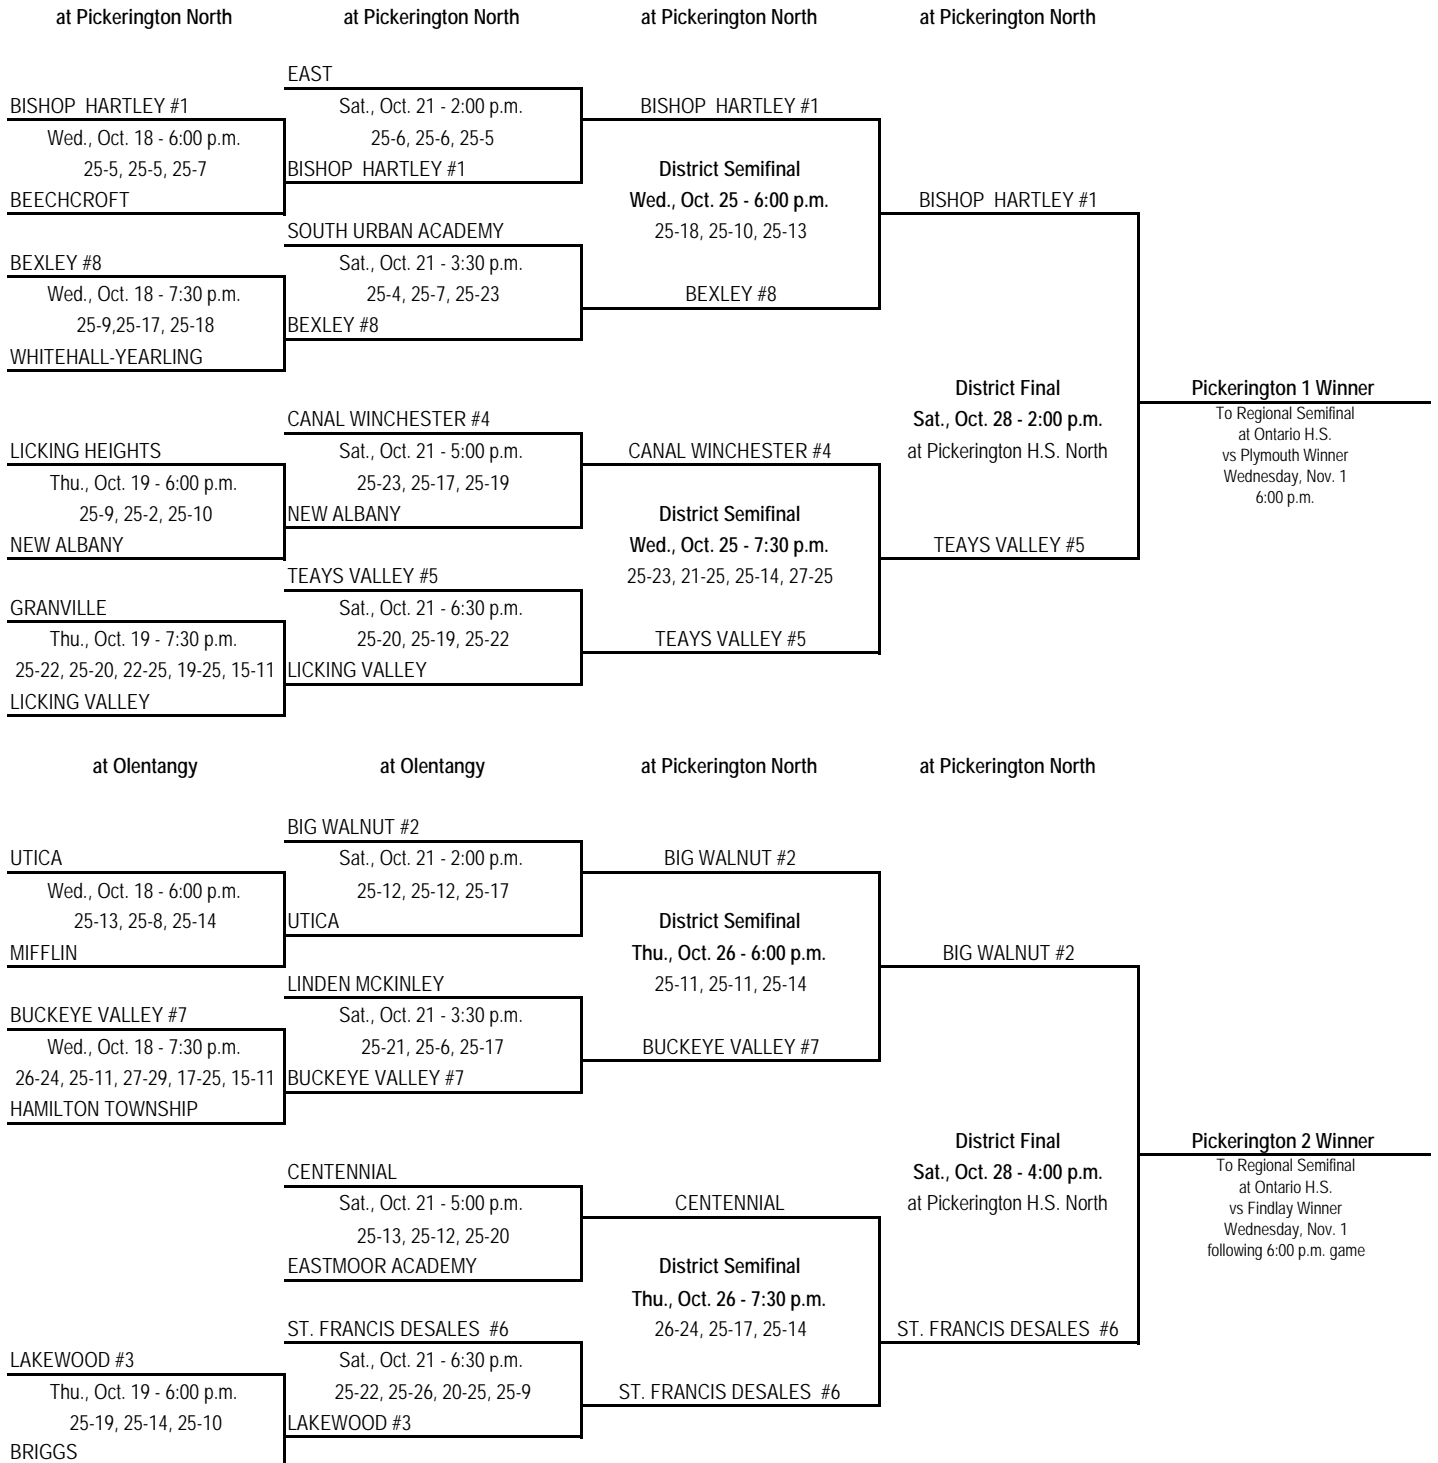 at Pickerington North at Pickerington North at Pickerington North at Pickerington North
EAST
BISHOP  HARTLEY #1 Sat., Oct. 21 - 2:00 p.m. BISHOP  HARTLEY #1
Wed., Oct. 18 - 6:00 p.m. 25-6, 25-6, 25-5
25-5, 25-5, 25-7 BISHOP  HARTLEY #1 District Semifinal
BEECHCROFT Wed., Oct. 25 - 6:00 p.m. BISHOP  HARTLEY #1
SOUTH URBAN ACADEMY 25-18, 25-10, 25-13
BEXLEY #8 Sat., Oct. 21 - 3:30 p.m.
Wed., Oct. 18 - 7:30 p.m. 25-4, 25-7, 25-23 BEXLEY #8
25-9,25-17, 25-18 BEXLEY #8
WHITEHALL-YEARLING
District Final Pickerington 1 Winner
CANAL WINCHESTER #4 Sat., Oct. 28 - 2:00 p.m. To Regional Semifinal
at Ontario H.S.
LICKING HEIGHTS Sat., Oct. 21 - 5:00 p.m. CANAL WINCHESTER #4 at Pickerington H.S. North vs Plymouth Winner
Thu., Oct. 19 - 6:00 p.m. 25-23, 25-17, 25-19 Wednesday, Nov. 1
6:00 p.m.
25-9, 25-2, 25-10 NEW ALBANY District Semifinal
NEW ALBANY Wed., Oct. 25 - 7:30 p.m. TEAYS VALLEY #5
TEAYS VALLEY #5 25-23, 21-25, 25-14, 27-25
GRANVILLE Sat., Oct. 21 - 6:30 p.m.
Thu., Oct. 19 - 7:30 p.m. 25-20, 25-19, 25-22 TEAYS VALLEY #5
25-22, 25-20, 22-25, 19-25, 15-11 LICKING VALLEY
LICKING VALLEY
at Olentangy at Olentangy at Pickerington North at Pickerington North
BIG WALNUT #2
UTICA Sat., Oct. 21 - 2:00 p.m. BIG WALNUT #2
Wed., Oct. 18 - 6:00 p.m. 25-12, 25-12, 25-17
25-13, 25-8, 25-14 UTICA District Semifinal
MIFFLIN Thu., Oct. 26 - 6:00 p.m. BIG WALNUT #2
LINDEN MCKINLEY 25-11, 25-11, 25-14
BUCKEYE VALLEY #7 Sat., Oct. 21 - 3:30 p.m.
Wed., Oct. 18 - 7:30 p.m. 25-21, 25-6, 25-17 BUCKEYE VALLEY #7
26-24, 25-11, 27-29, 17-25, 15-11 BUCKEYE VALLEY #7
HAMILTON TOWNSHIP
District Final Pickerington 2 Winner
CENTENNIAL Sat., Oct. 28 - 4:00 p.m. To Regional Semifinal
at Ontario H.S.
Sat., Oct. 21 - 5:00 p.m. CENTENNIAL at Pickerington H.S. North vs Findlay Winner
25-13, 25-12, 25-20 Wednesday, Nov. 1
following 6:00 p.m. game
EASTMOOR ACADEMY District Semifinal
Thu., Oct. 26 - 7:30 p.m.
ST. FRANCIS DESALES  #6 26-24, 25-17, 25-14 ST. FRANCIS DESALES  #6
LAKEWOOD #3 Sat., Oct. 21 - 6:30 p.m.
Thu., Oct. 19 - 6:00 p.m. 25-22, 25-26, 20-25, 25-9 ST. FRANCIS DESALES  #6
25-19, 25-14, 25-10 LAKEWOOD #3
BRIGGS